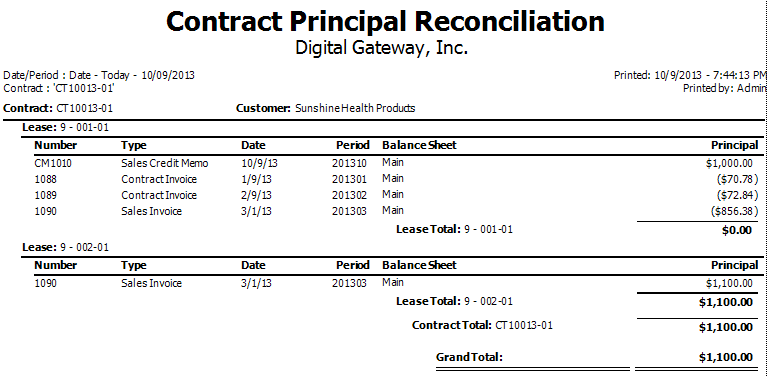 Contract Principal Reconciliation
Digital Gateway, Inc.
Date/Period : Date - Today - 10/09/2013 Printed: 10/9/2013 - 7:44:13 PM
Contract : 'CT10013-01' Printed by: Admin
Contract: CT10013-01 Customer: Sunshine Health Products
Lease: 9 - 001-01
Number Type Date Period Balance Sheet Principal
CM1010 Sales Credit Memo 10/9/13 201310 Main $1,000.00
1088 Contract Invoice 1/9/13 201301 Main ($70.78)
1089 Contract Invoice 2/9/13 201302 Main ($72.84)
1090 Sales Invoice 3/1/13 201303 Main ($856.38)
Lease Total: 9 - 001-01 $0.00
Lease: 9 - 002-01
Number Type Date Period Balance Sheet Principal
1090 Sales Invoice 3/1/13 201303 Main $1,100.00
Lease Total: 9 - 002-01 $1,100.00
Contract Total: CT10013-01 $1,100.00
Grand Total: $1,100.00